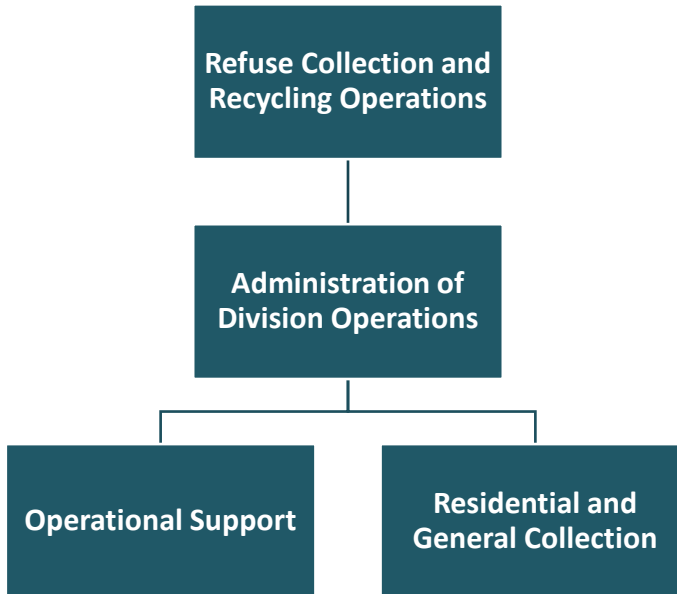 Refuse Collection and
Recycling Operations
Administration of
Division Operations
Operational Support
Residential and
General Collection